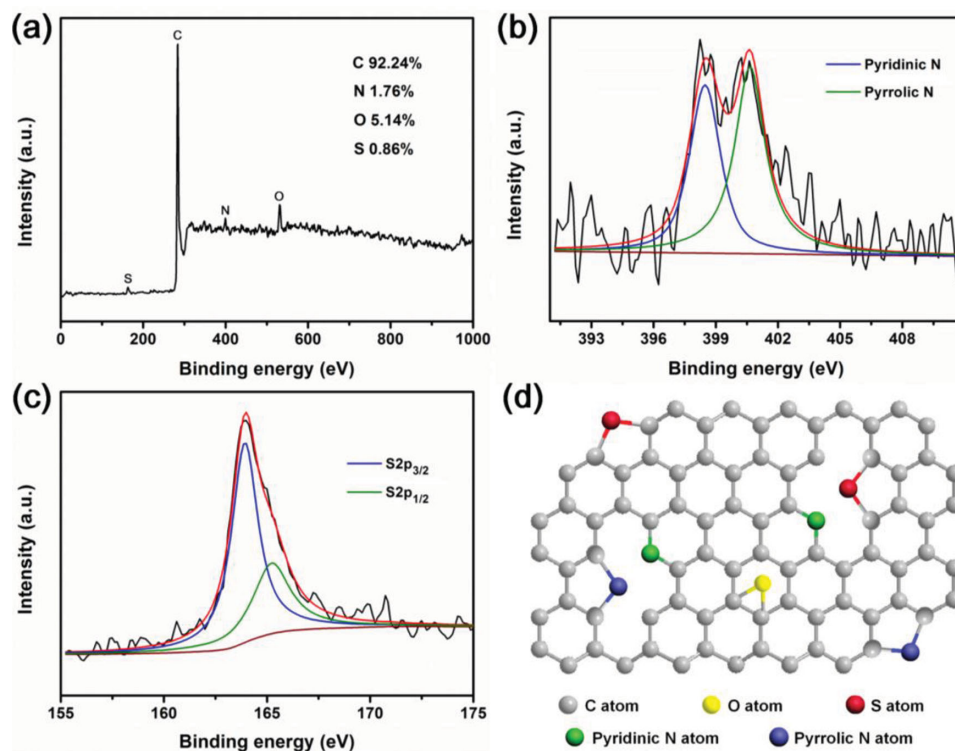 (a)
C
C 92.24%
N 1.76%
O 5.14%
S 0.86%
N
O
S
Intensity (a.u.)
0 200 400 600 800 1000
Binding energy (eV)
(b)
Pyridinic N
Pyrrolic N
Intensity (a.u.)
393 396 399 402 405 408
Binding energy (eV)
(c)
S2p3/2
S2p1/2
Intensity (a.u.)
155 160 165 170 175
Binding energy (eV)
(d)
C atom O atom S atom
Pyridinic N atom Pyrrolic N atom